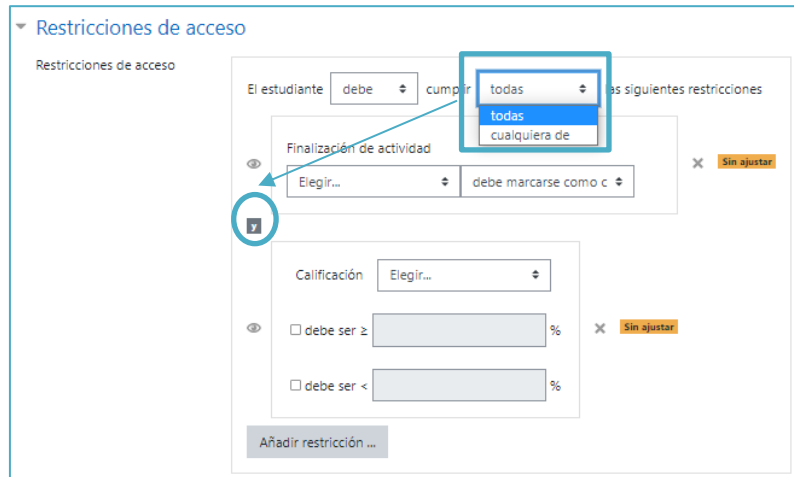 Restricciones de acceso
Restricciones de acceso
El estudiante debe cumplir todas las siguientes restricciones
todas
cualquiera de
Finalización de actividad
Elegir... debe marcarse como c
Sin ajustar
y
Calificación Elegir...
debe ser ≥ %
Sin ajustar
debe ser < %
Añadir restricción ...